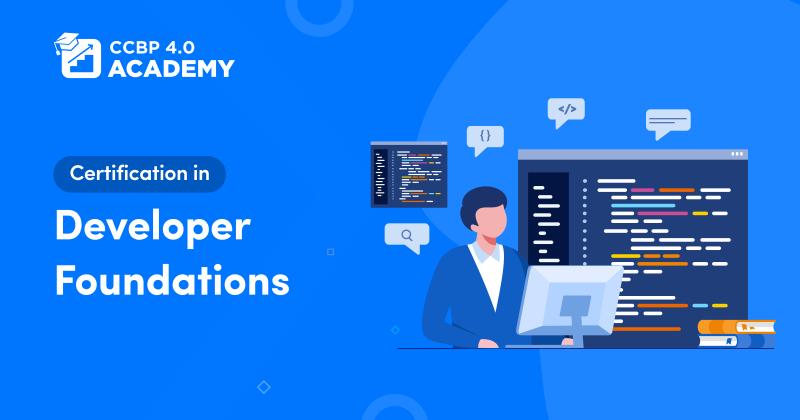 CCBP 4.0
ACADEMY
Certification in
Developer
Foundations
{ }
</>